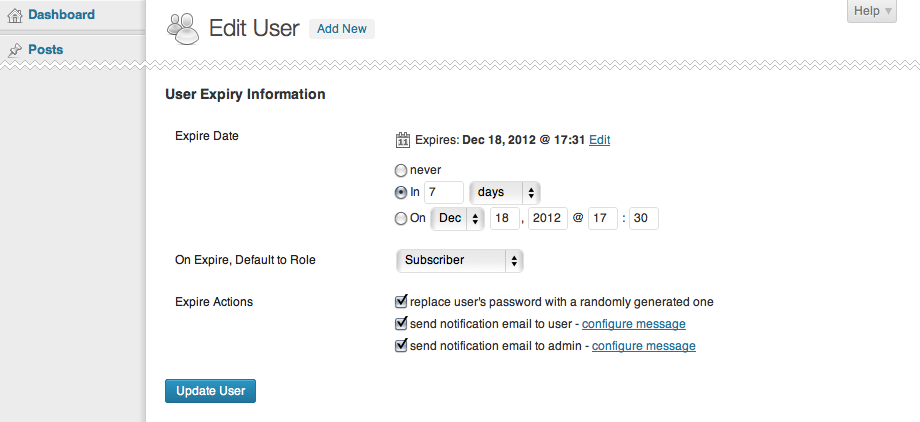 Dashboard
Posts
Help
Edit User Add New
User Expiry Information
Expire Date
11 Expires: Dec 18, 2012 @ 17:31 Edit
never
In 7 days
On Dec 18, 2012 @ 17 : 30
On Expire, Default to Role Subscriber
Expire Actions
replace user's password with a randomly generated one
send notification email to user - configure message
send notification email to admin - configure message
Update User